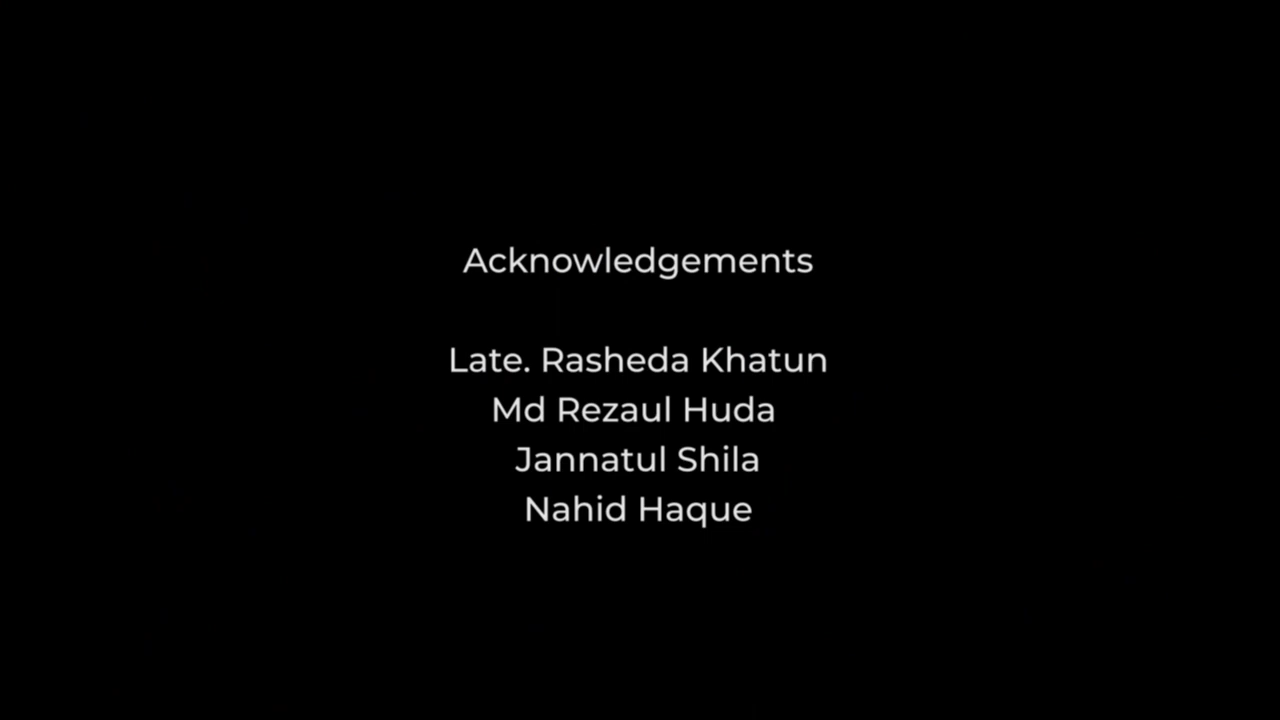 Acknowledgements
Late. Rasheda Khatun
Md Rezaul Huda
Jannatul Shila
Nahid Haque